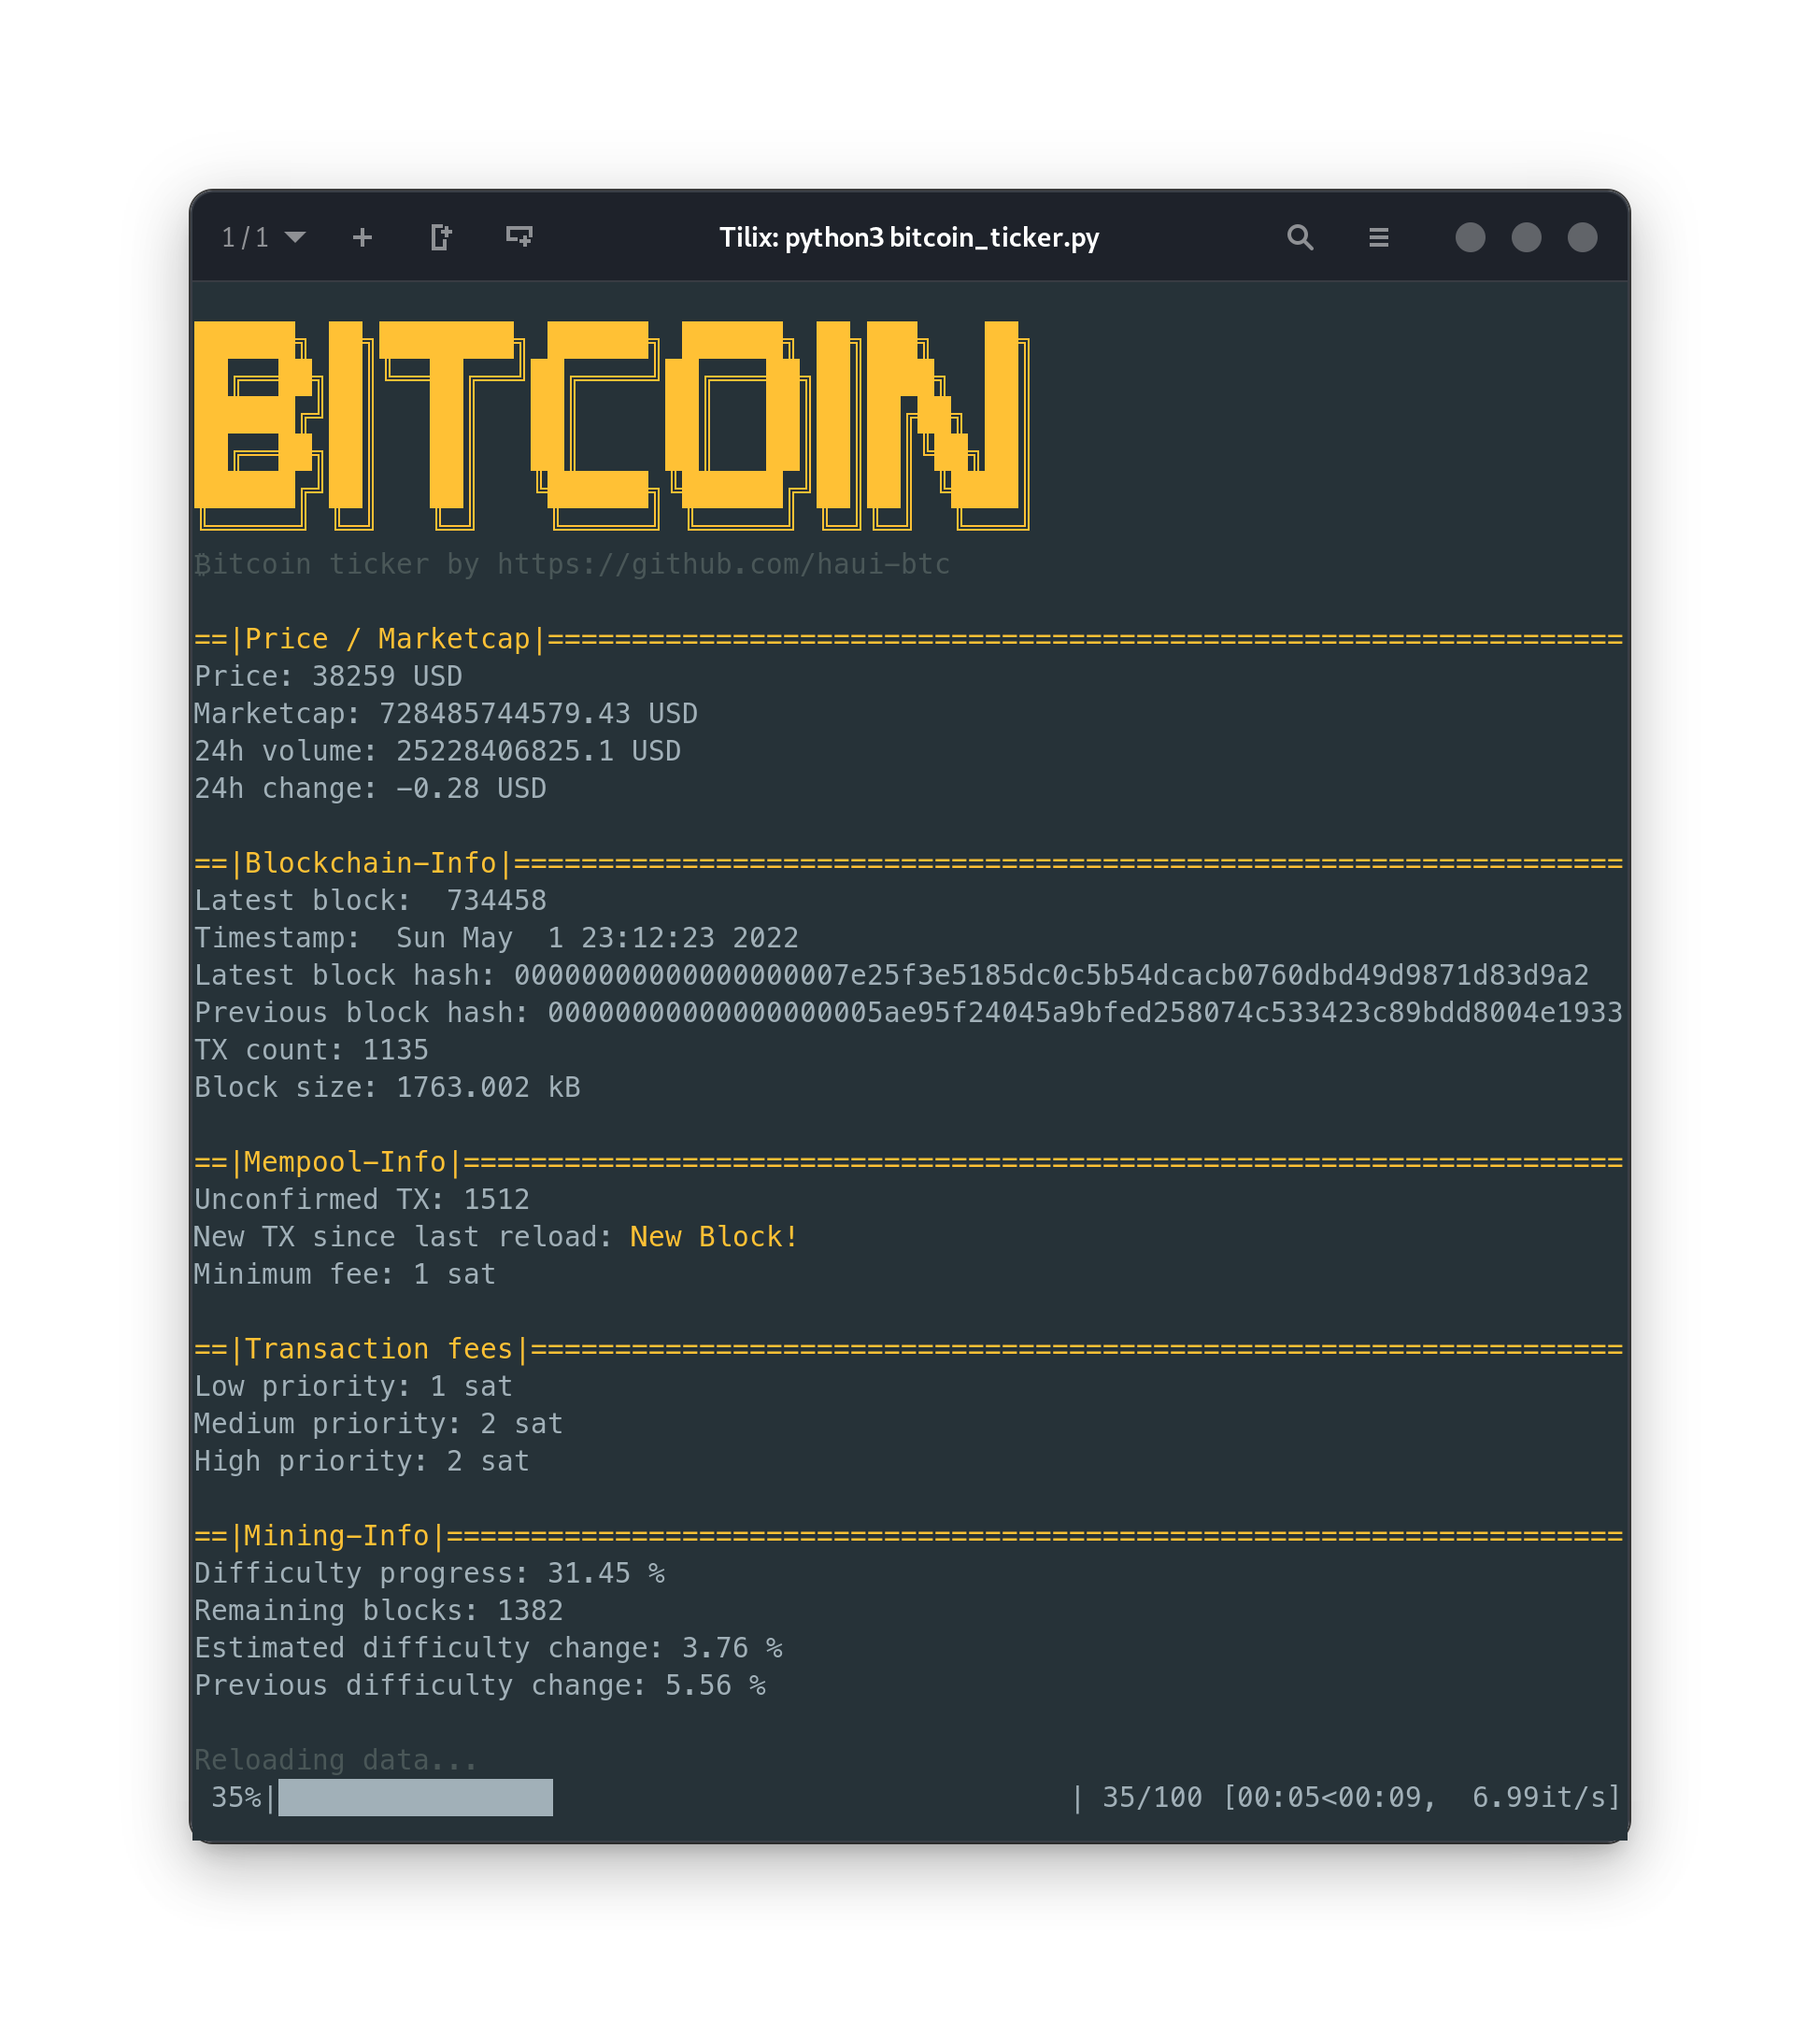 1 / 1
Tilix: python3 bitcoin_ticker.py
BITCOIN
₿itcoin ticker by https://github.com/haui-btc
==|Price / Marketcap|================================================================
Price: 38259 USD
Marketcap: 728485744579.43 USD
24h volume: 25228406825.1 USD
24h change: -0.28 USD
==|Blockchain-Info|==================================================================
Latest block:  734458
Timestamp:  Sun May  1 23:12:23 2022
Latest block hash: 00000000000000000007e25f3e5185dc0c5b54dcacb0760dbd49d9871d83d9a2
Previous block hash: 00000000000000000005ae95f24045a9bfed258074c533423c89bdd8004e1933
TX count: 1135
Block size: 1763.002 kB
==|Mempool-Info|=====================================================================
Unconfirmed TX: 1512
New TX since last reload: New Block!
Minimum fee: 1 sat
==|Transaction fees|=================================================================
Low priority: 1 sat
Medium priority: 2 sat
High priority: 2 sat
==|Mining-Info|======================================================================
Difficulty progress: 31.45 %
Remaining blocks: 1382
Estimated difficulty change: 3.76 %
Previous difficulty change: 5.56 %
Reloading data...
35%| | 35/100 [00:05<00:09,  6.99it/s]